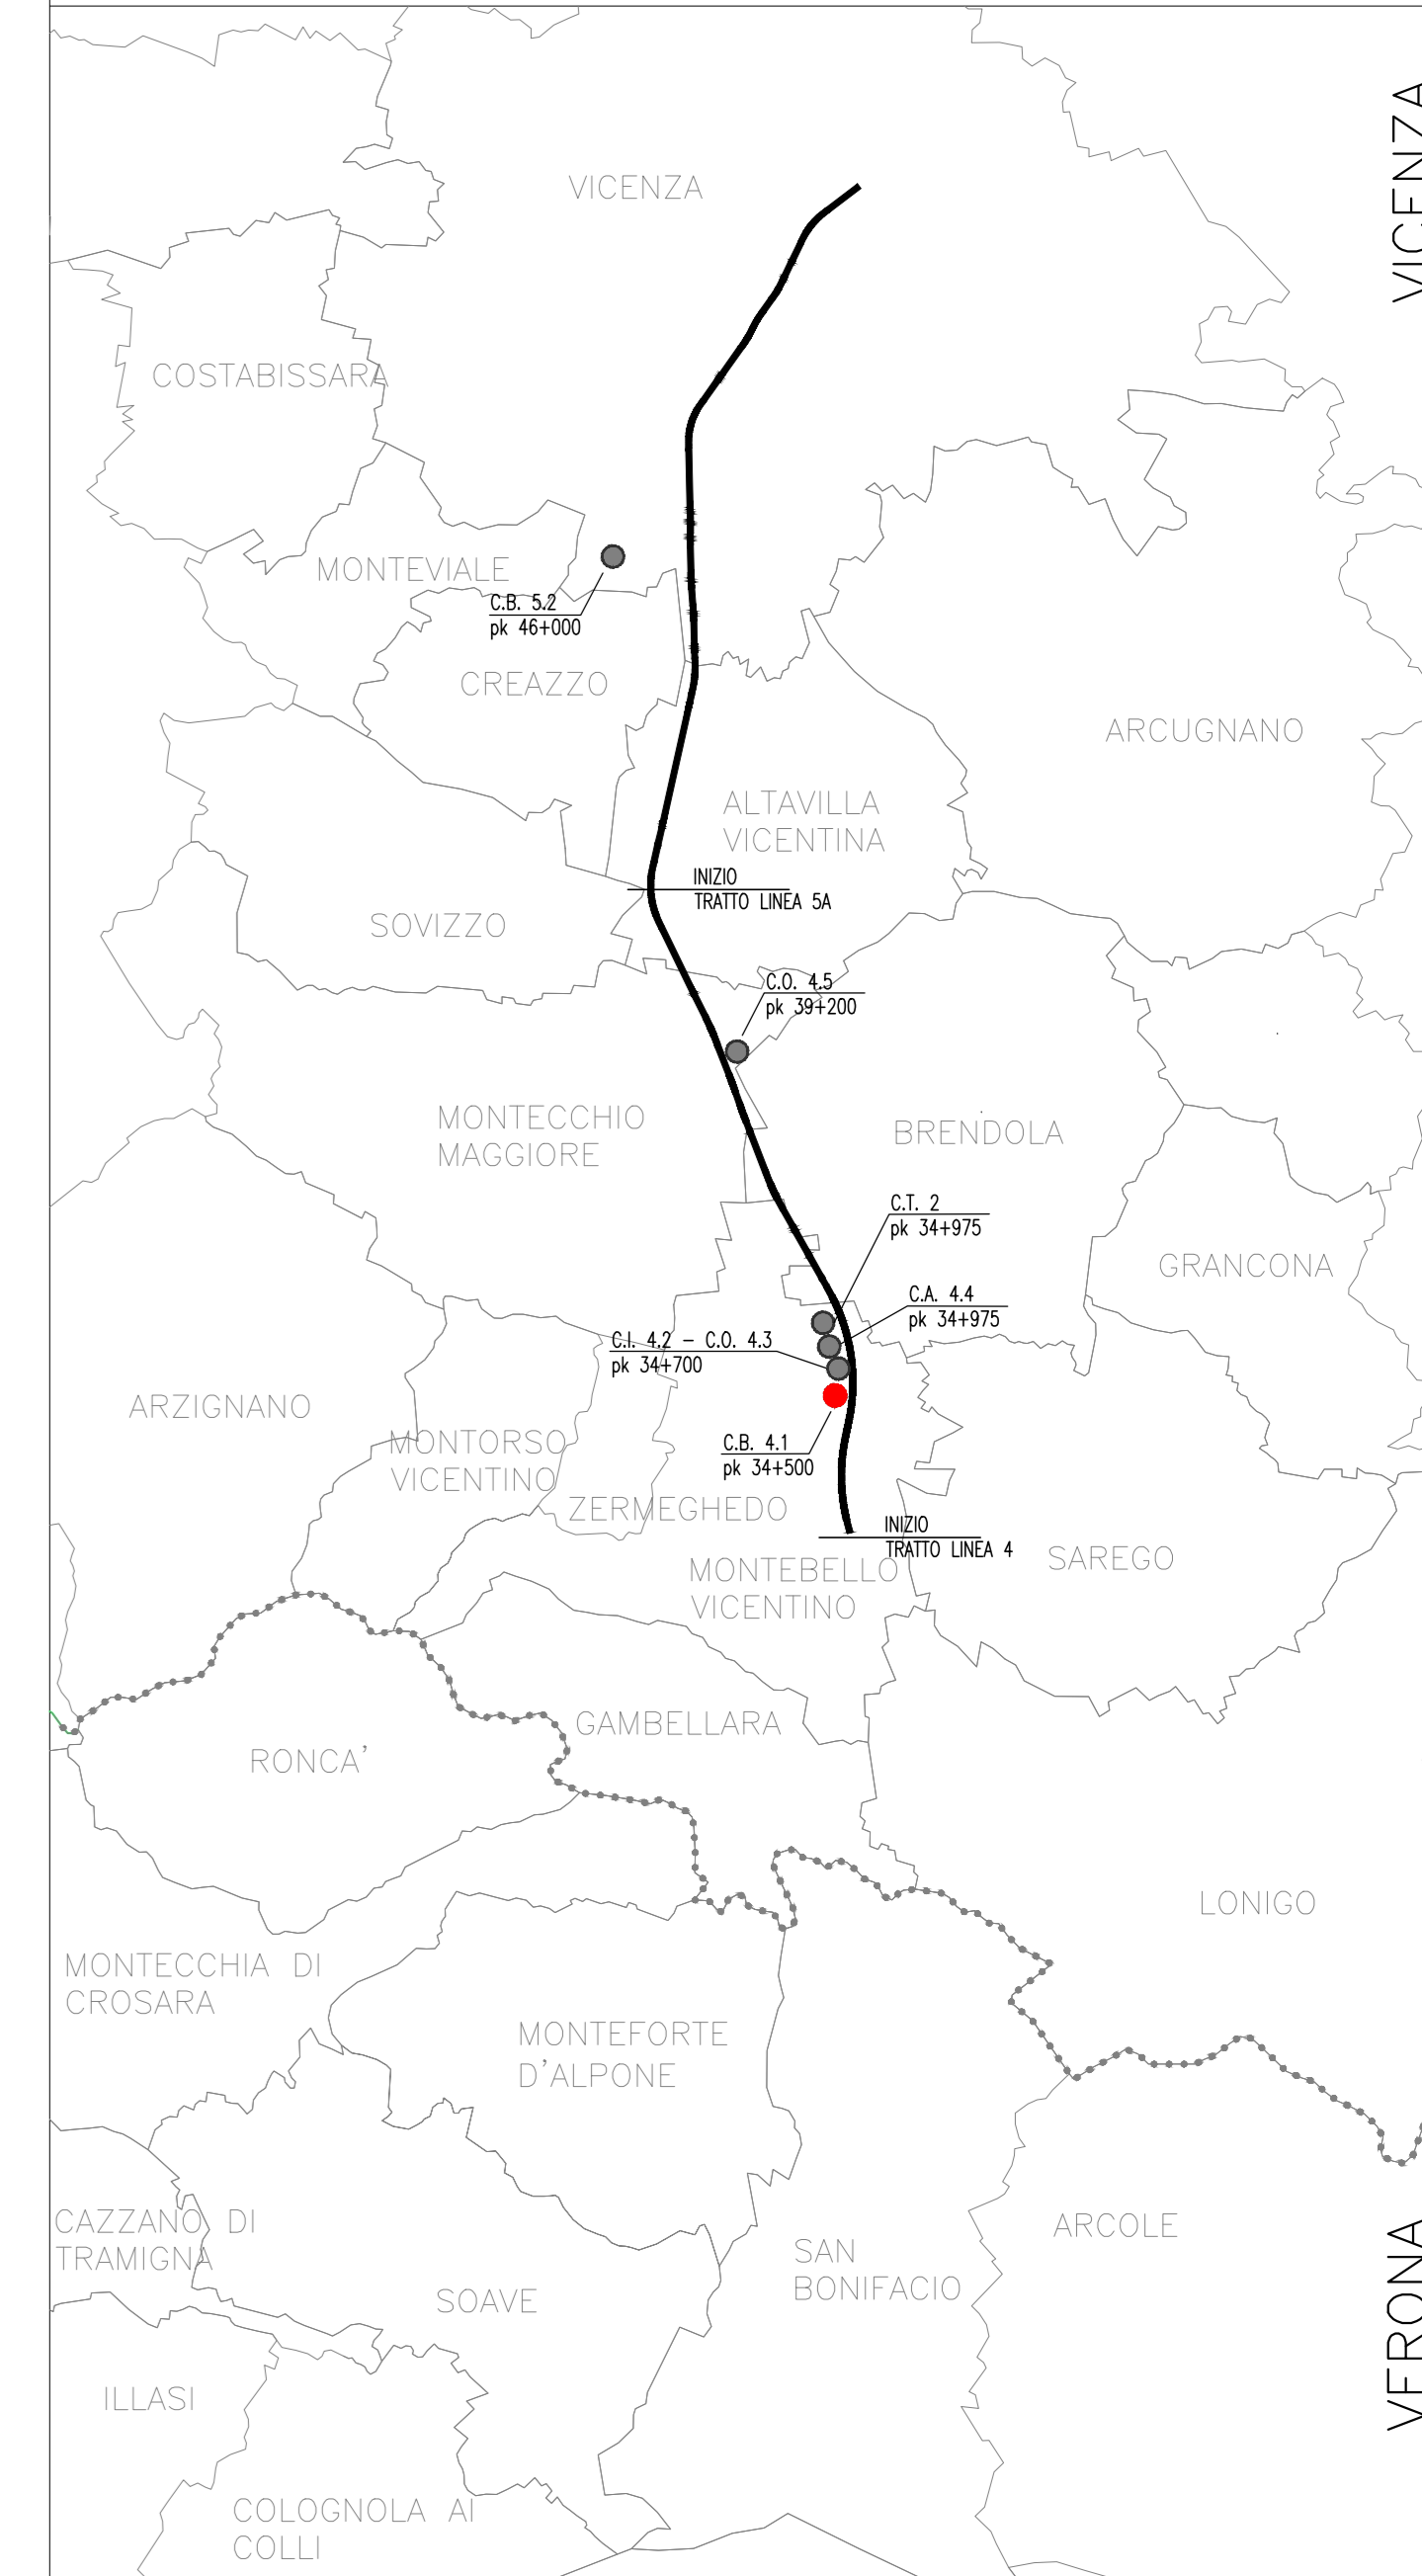 VICENZA
VICENZA
COSTABISSARA
MONTEVIALE
C.B. 5.2
pk 46+000
CREAZZO
ARCUGNANO
ALTAVILLA
VICENTINA
INIZIO
TRATTO LINEA 5A
SOVIZZO
C.O. 4.5
pk 39+200
MONTECCHIO
MAGGIORE
BRENDOLA
C.T. 2
pk 34+975
GRANCONA
C.A. 4.4
pk 34+975
C.I. 4.2 - C.O. 4.3
pk 34+700
ARZIGNANO
MONTORSO
VICENTINO
C.B. 4.1
pk 34+500
ZERMEGHEDO
INIZIO
TRATTO LINEA 4
SAREGO
MONTEBELLO
VICENTINO
GAMBELLARA
RONCA'
LONIGO
MONTECCHIA DI
CROSARA
MONTEFORTE
D'ALPONE
CAZZANO DI
TRAMIGNA
ARCOLE
SAN
BONIFACIO
SOAVE
VERONA
ILLASI
COLOGNOLA AI
COLLI